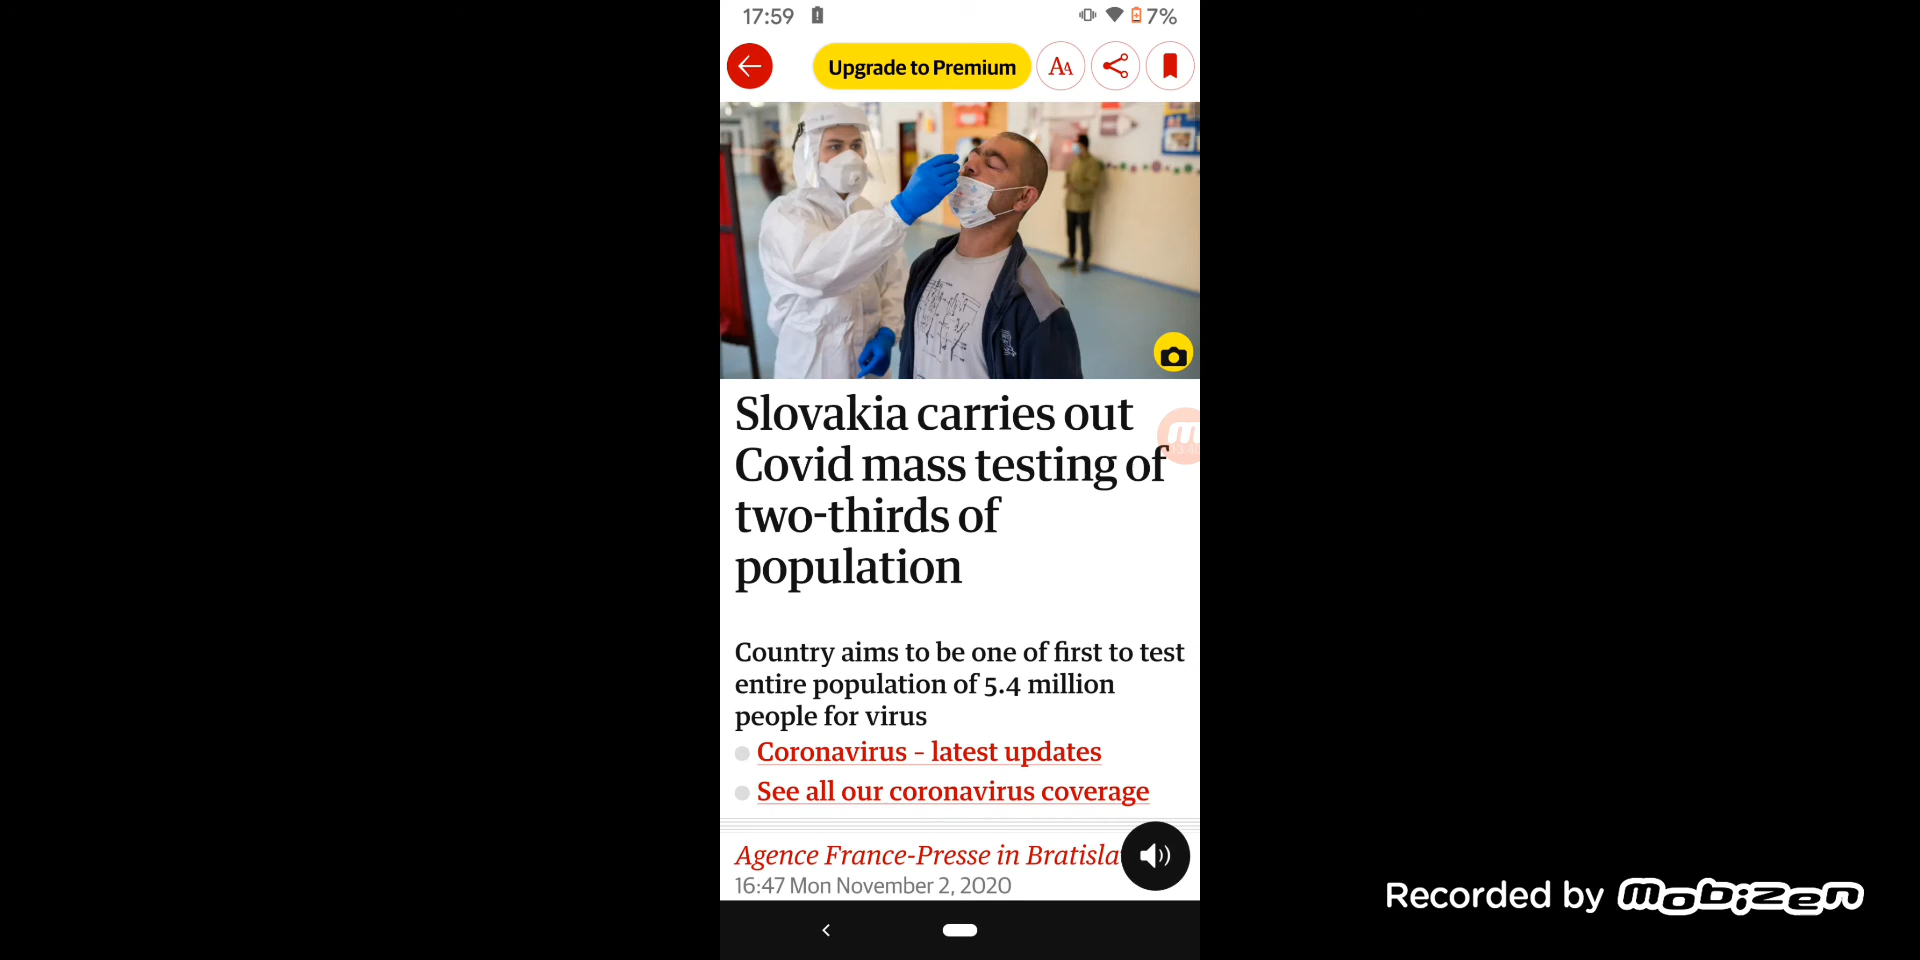 17:59
7%
Upgrade to Premium
AA
Slovakia carries out
Covid mass testing of
two-thirds of
population
Country aims to be one of first to test
entire population of 5.4 million
people for virus
Coronavirus – latest updates
See all our coronavirus coverage
Agence France-Presse in Bratisla
16:47 Mon November 2, 2020
Recorded by mobizen